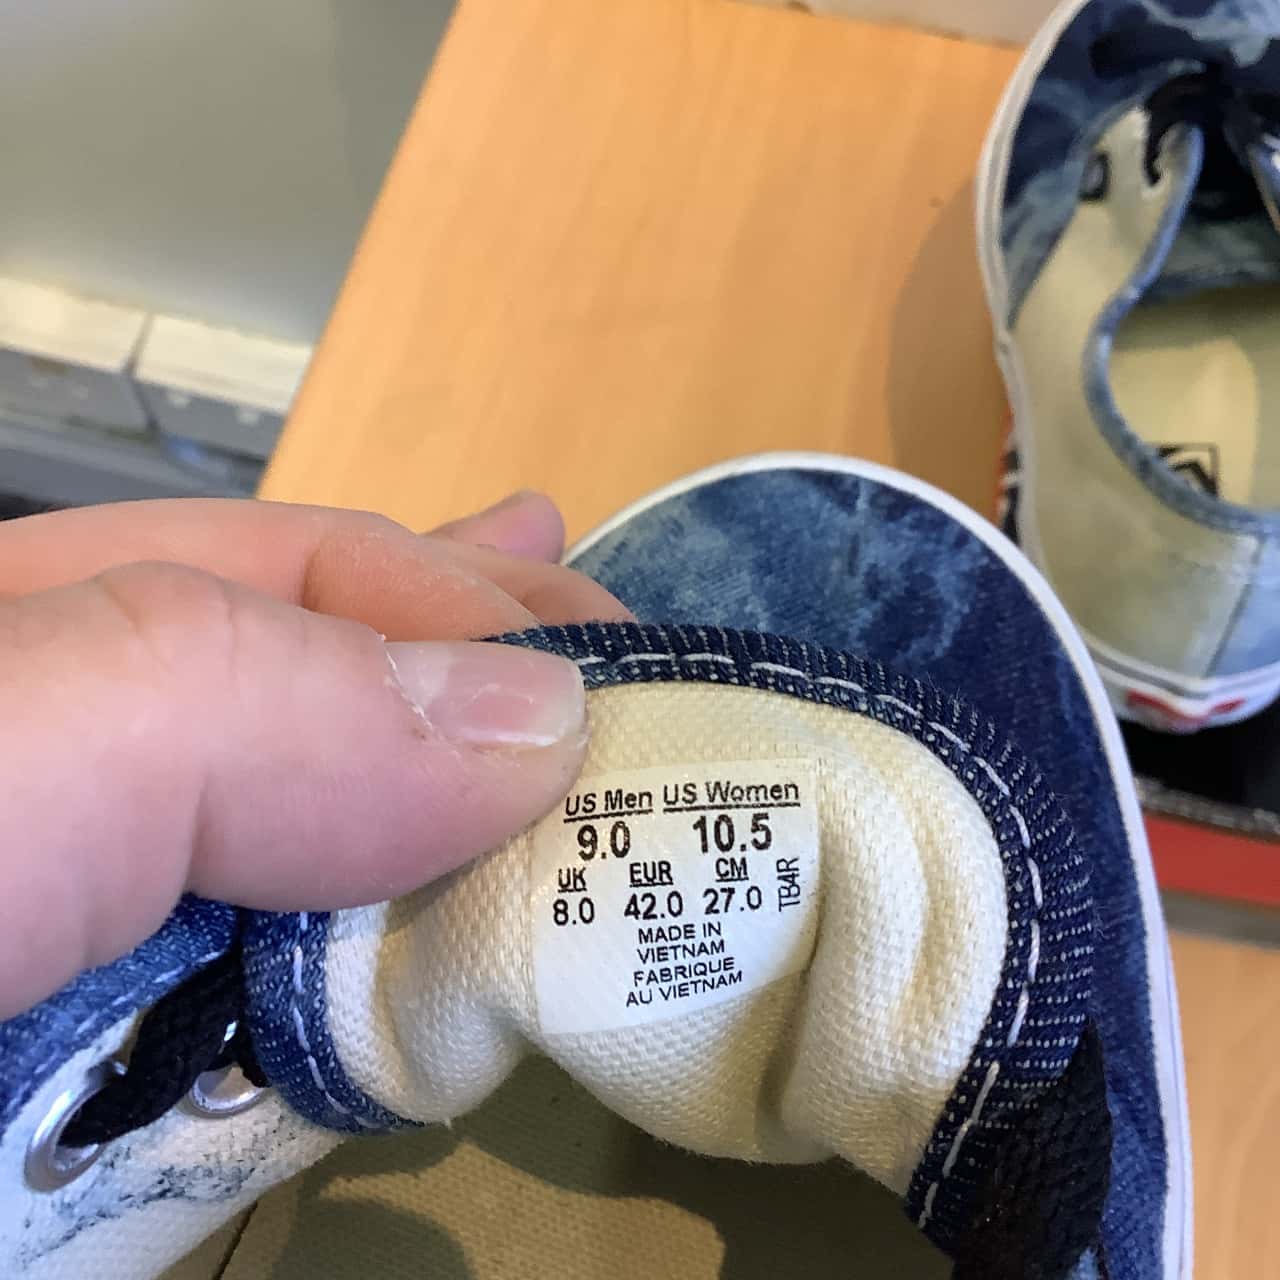 US Men US Women
9.0 10.5
UK EUR CM
8.0 42.0 27.0
TB4R
MADE IN
VIETNAM
FABRIQUE
AU VIETNAM